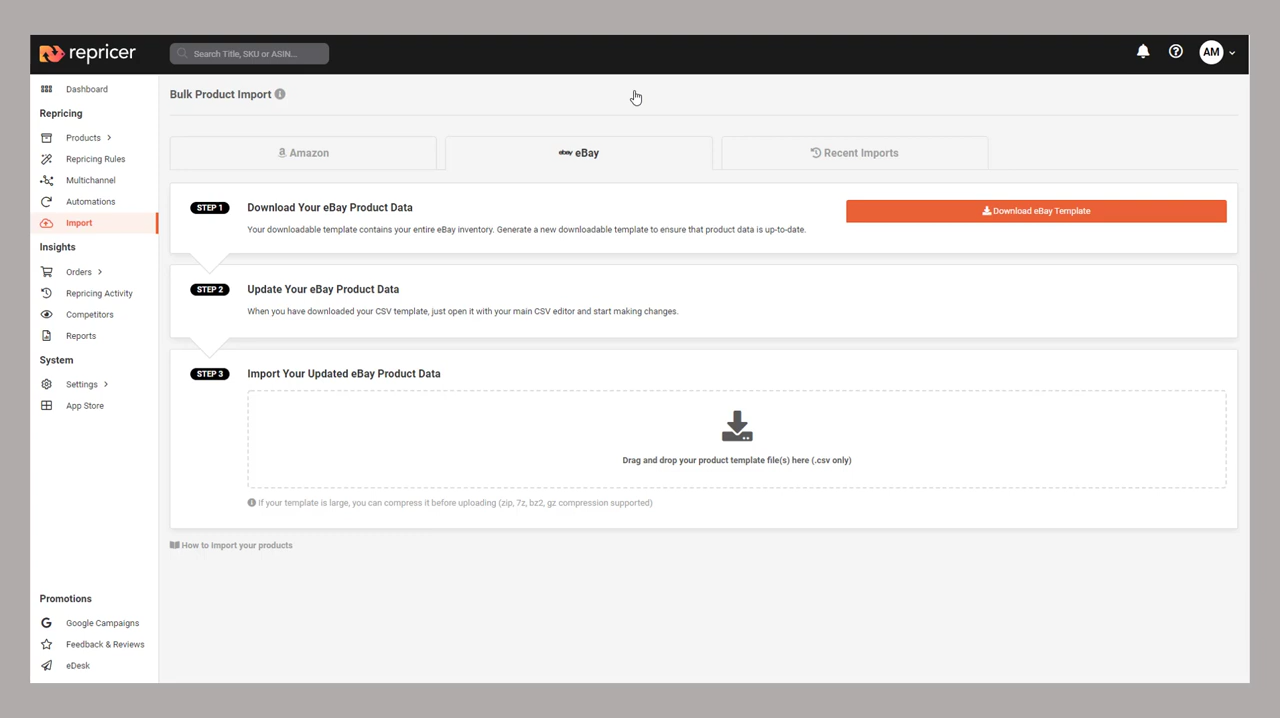 repricer
Search Title, SKU or ASIN...
AM
Dashboard
Repricing
Products
Repricing Rules
Multichannel
Automations
Import
Insights
Orders
Repricing Activity
Competitors
Reports
System
Settings
App Store
Promotions
Google Campaigns
Feedback & Reviews
eDesk
Bulk Product Import
Amazon
ebay eBay
Recent Imports
STEP 1
Download Your eBay Product Data
Your downloadable template contains your entire eBay inventory. Generate a new downloadable template to ensure that product data is up-to-date.
Download eBay Template
STEP 2
Update Your eBay Product Data
When you have downloaded your CSV template, just open it with your main CSV editor and start making changes.
STEP 3
Import Your Updated eBay Product Data
Drag and drop your product template file(s) here (.csv only)
If your template is large, you can compress it before uploading (zip, 7z, bz2, gz compression supported)
How to Import your products